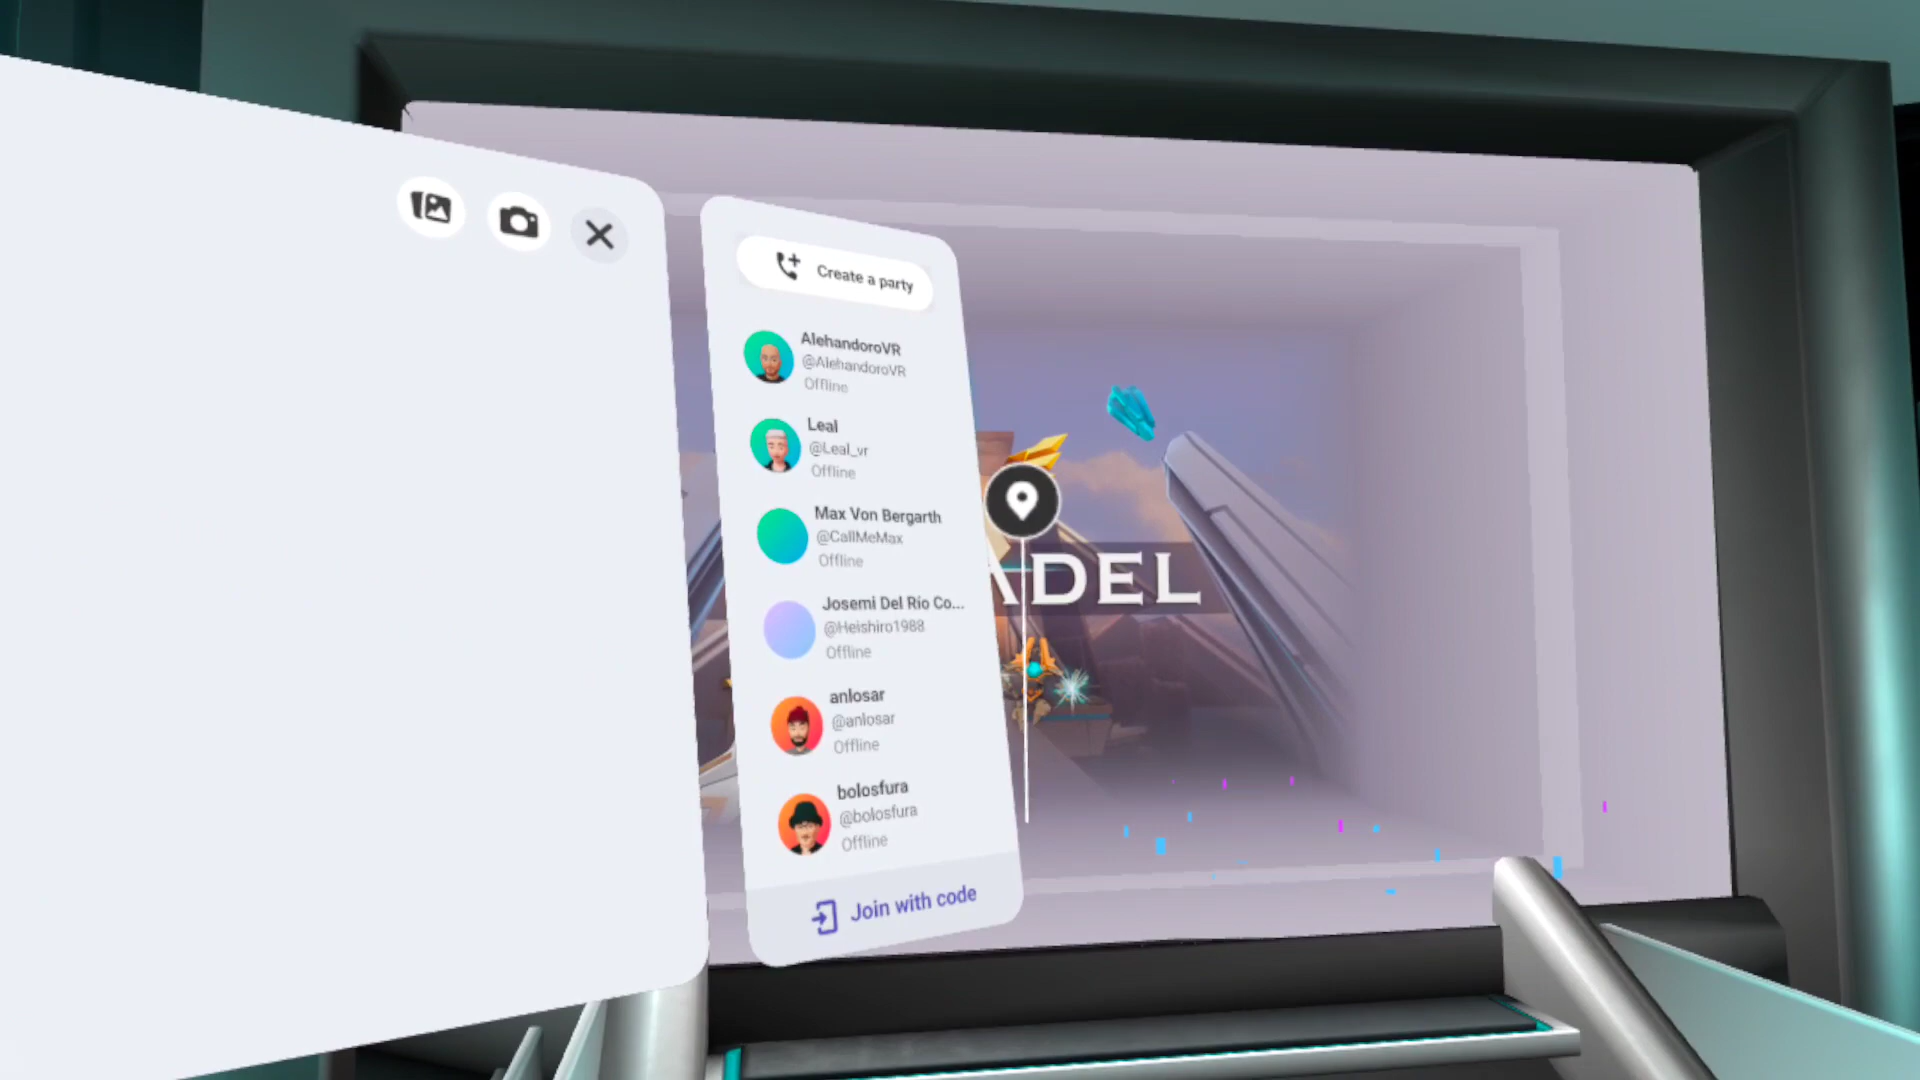 Create a party
AlehandoroVR
@AlehandoroVR
Offline
Leal
@Leal_vr
Offline
Max Von Bergarth
@CallMeMax
Offline
Josemi Del Rio Co...
@Heishiro1988
Offline
anlosar
@anlosar
Offline
bolosfura
@bolosfura
Offline
Join with code
ADEL